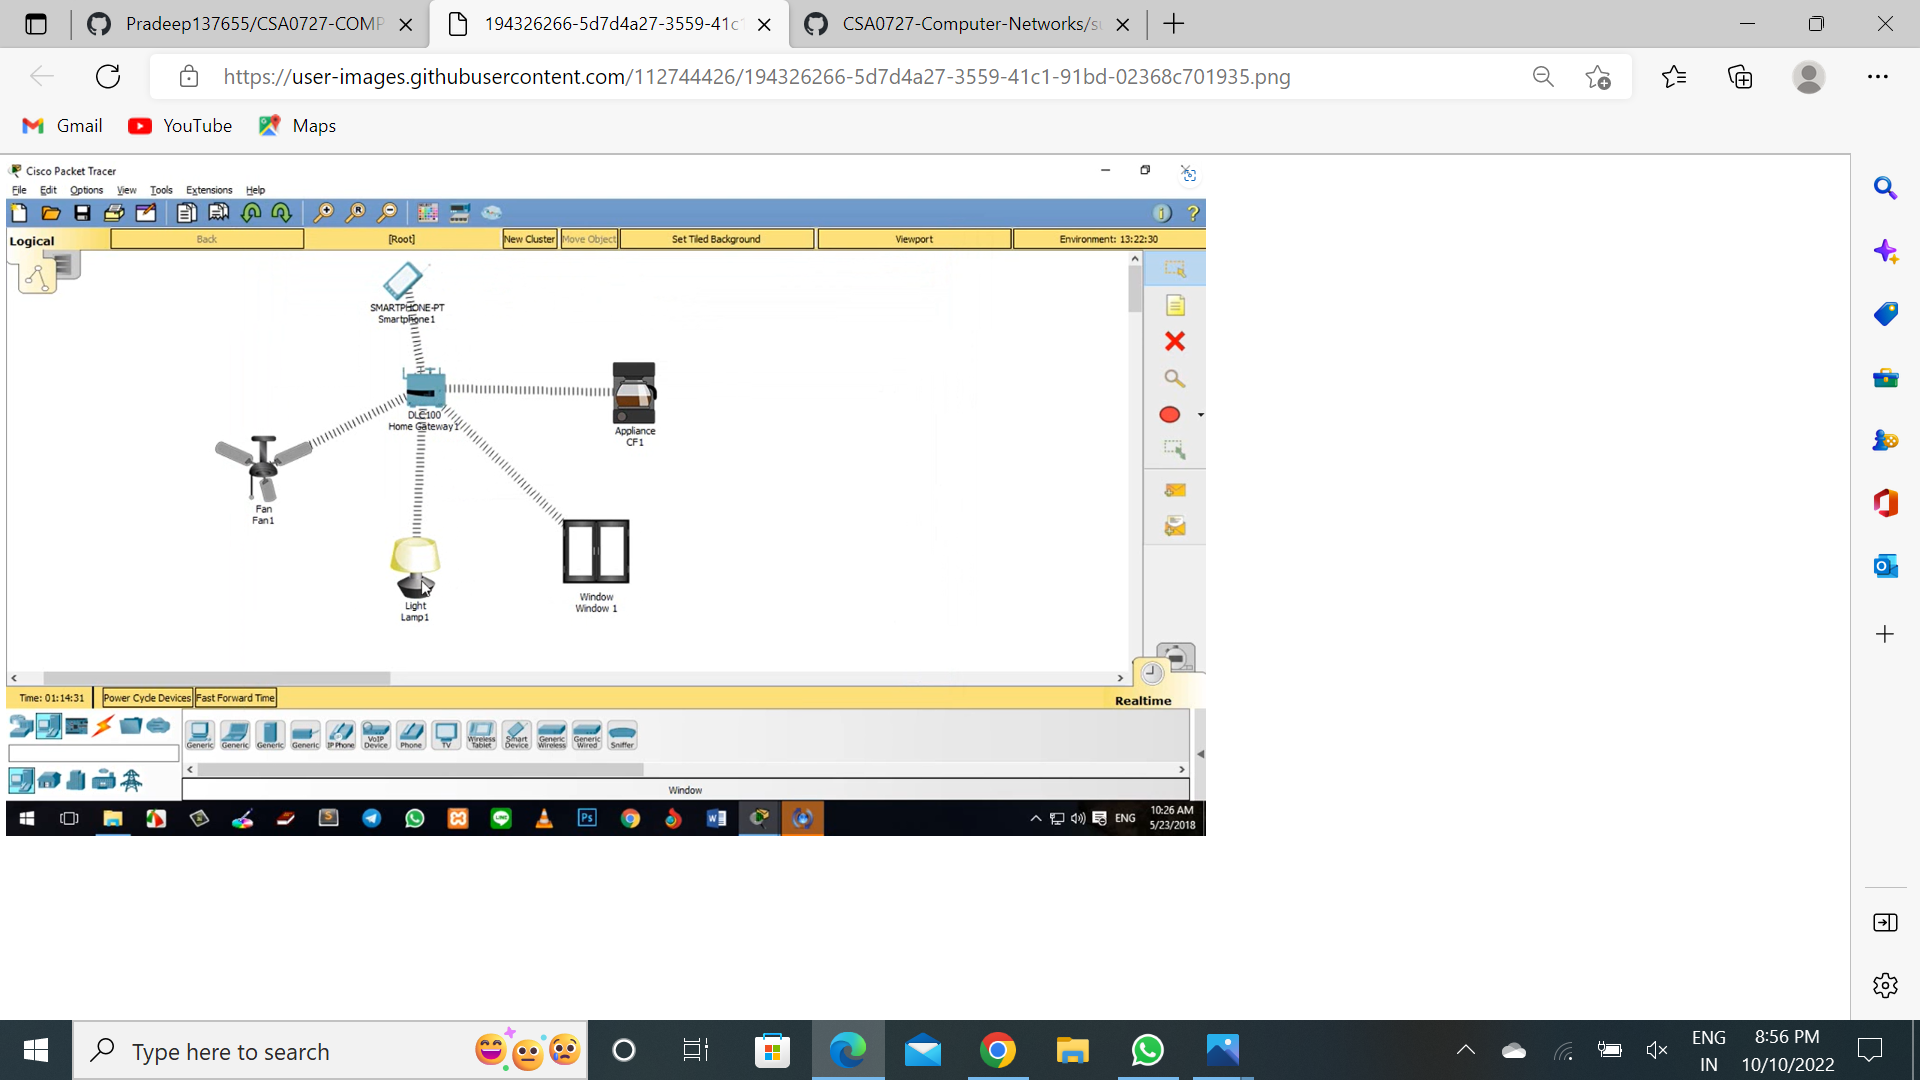 Pradeep137655/CSA0727-COMP
194326266-5d7d4a27-3559-41c1
CSA0727-Computer-Networks/su
https://user-images.githubusercontent.com/112744426/194326266-5d7d4a27-3559-41c1-91bd-02368c701935.png
Gmail YouTube Maps
Cisco Packet Tracer
File Edit Options View Tools Extensions Help
Logical Back [Root] New Cluster Move Object Set Tiled Background Viewport Environment: 13:22:30
SMARTPHONE-PT
Smartphone1
DLC100
Home Gateway1
Appliance
CF1
Fan
Fan1
Light
Lamp1
Window
Window 1
Time: 01:14:31 Power Cycle Devices Fast Forward Time Realtime
Generic Generic Generic Generic IP Phone VoIP Device Phone TV Wireless Tablet Smart Device Generic Wireless Generic Wired Sniffer
Window
ENG 10:26 AM
5/23/2018
Type here to search
ENG 8:56 PM
IN 10/10/2022